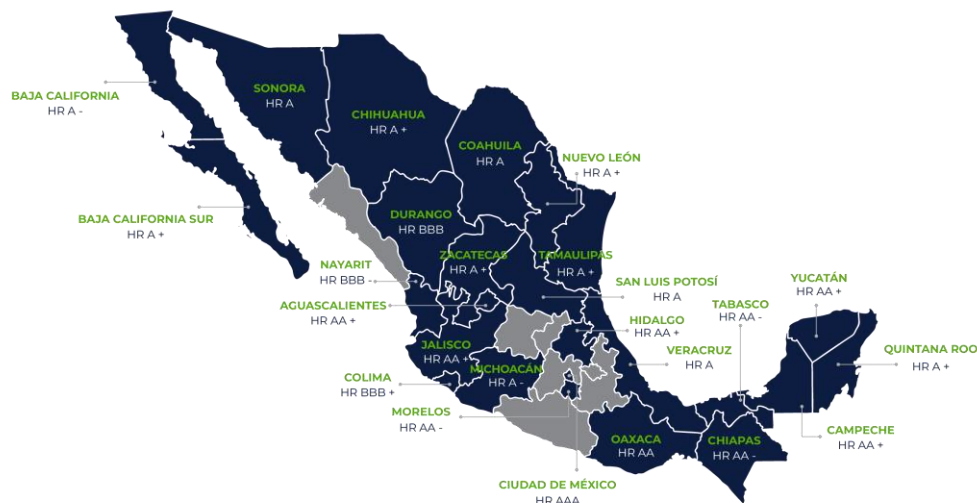 BAJA CALIFORNIA
HR A -
SONORA
HR A
CHIHUAHUA
HR A +
COAHUILA
HR A
NUEVO LEÓN
HR A +
BAJA CALIFORNIA SUR
HR A +
DURANGO
HR BBB
ZACATECAS
HR A +
TAMAULIPAS
HR A +
NAYARIT
HR BBB -
SAN LUIS POTOSÍ
HR A
YUCATÁN
HR AA +
AGUASCALIENTES
HR AA +
TABASCO
HR AA -
HIDALGO
HR AA +
JALISCO
HR AA +
VERACRUZ
HR A
QUINTANA ROO
HR A +
MICHOACÁN
HR A -
COLIMA
HR BBB +
MORELOS
HR AA -
OAXACA
HR AA
CHIAPAS
HR AA -
CAMPECHE
HR AA +
CIUDAD DE MÉXICO
HR AAA